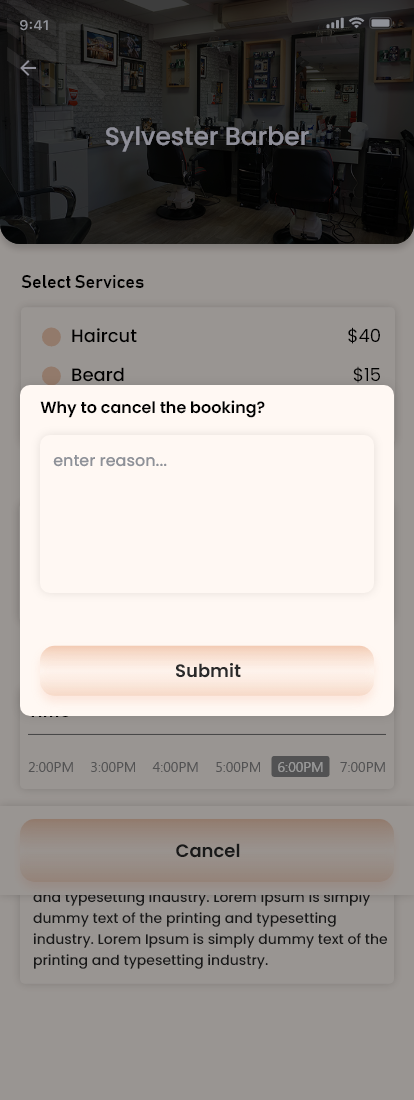 9:41
Sylvester Barber
Select Services
Haircut $40
Beard $15
Why to cancel the booking?
enter reason...
Submit
2:00PM 3:00PM 4:00PM 5:00PM 6:00PM 7:00PM
Cancel
and typesetting industry. Lorem Ipsum is simply
dummy text of the printing and typesetting
industry. Lorem Ipsum is simply dummy text of the
printing and typesetting industry.